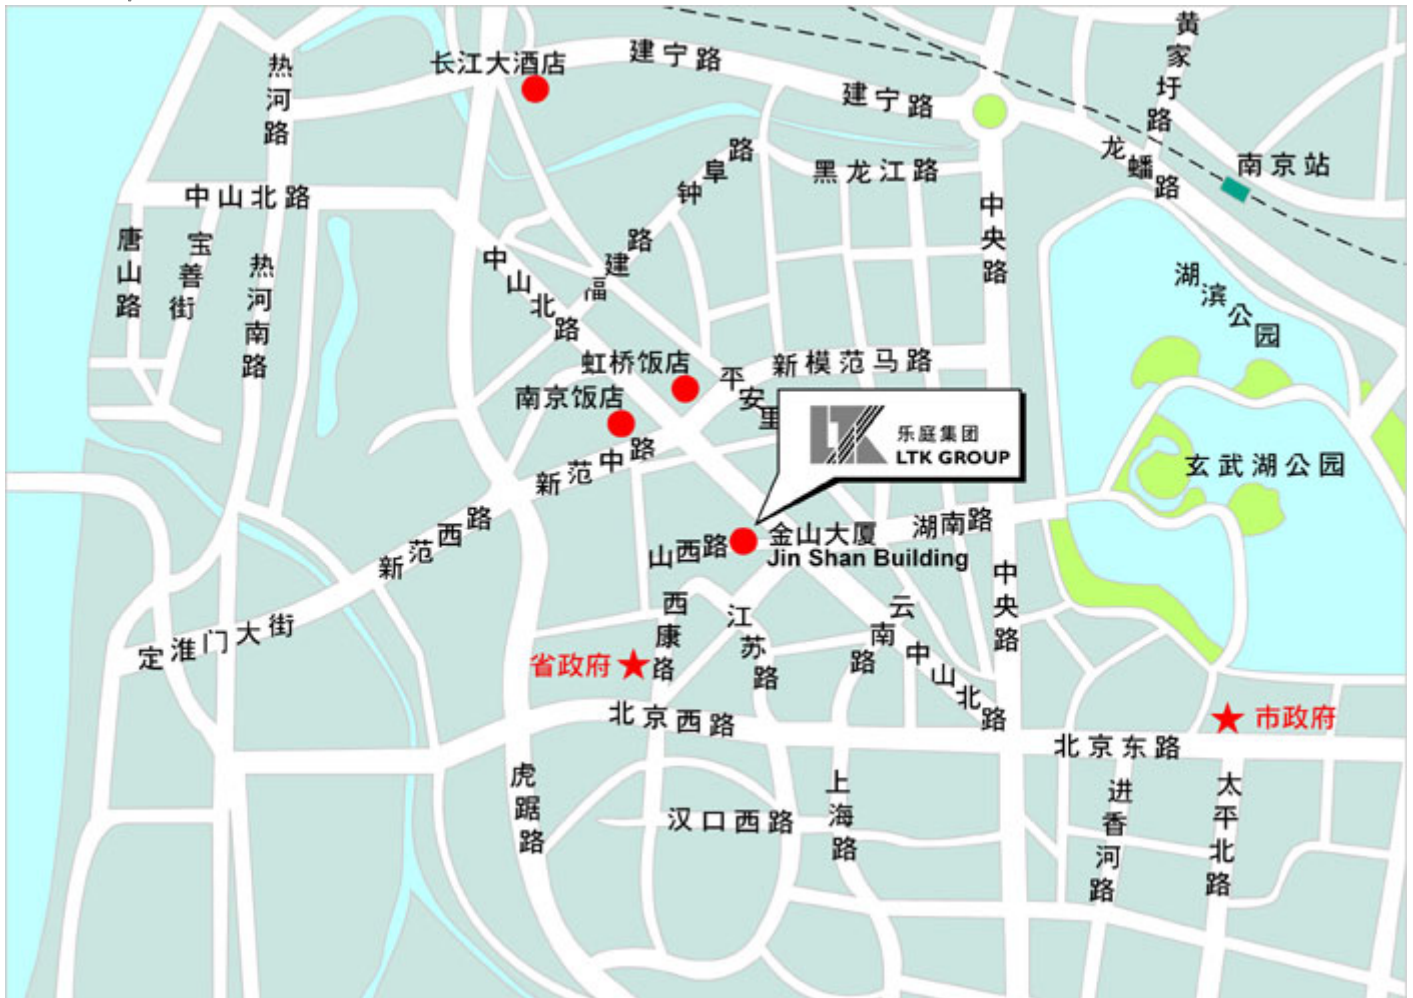 长江大酒店
建宁路
建宁路
黄家圩路
热河路
龙蟠路
南京站
钟阜路
黑龙江路
中山北路
中央路
唐山路
宝善街
热河南路
中山北路
福建路
湖滨公园
虹桥饭店
新模范马路
平安里
南京饭店
乐庭集团
LTK GROUP
新范中路
玄武湖公园
新范西路
山西路
金山大厦
Jin Shan Building
湖南路
中央路
定淮门大街
西康路
江苏路
云南路
中山北路
省政府
北京西路
市政府
北京东路
虎踞路
汉口西路
上海路
进香河路
太平北路